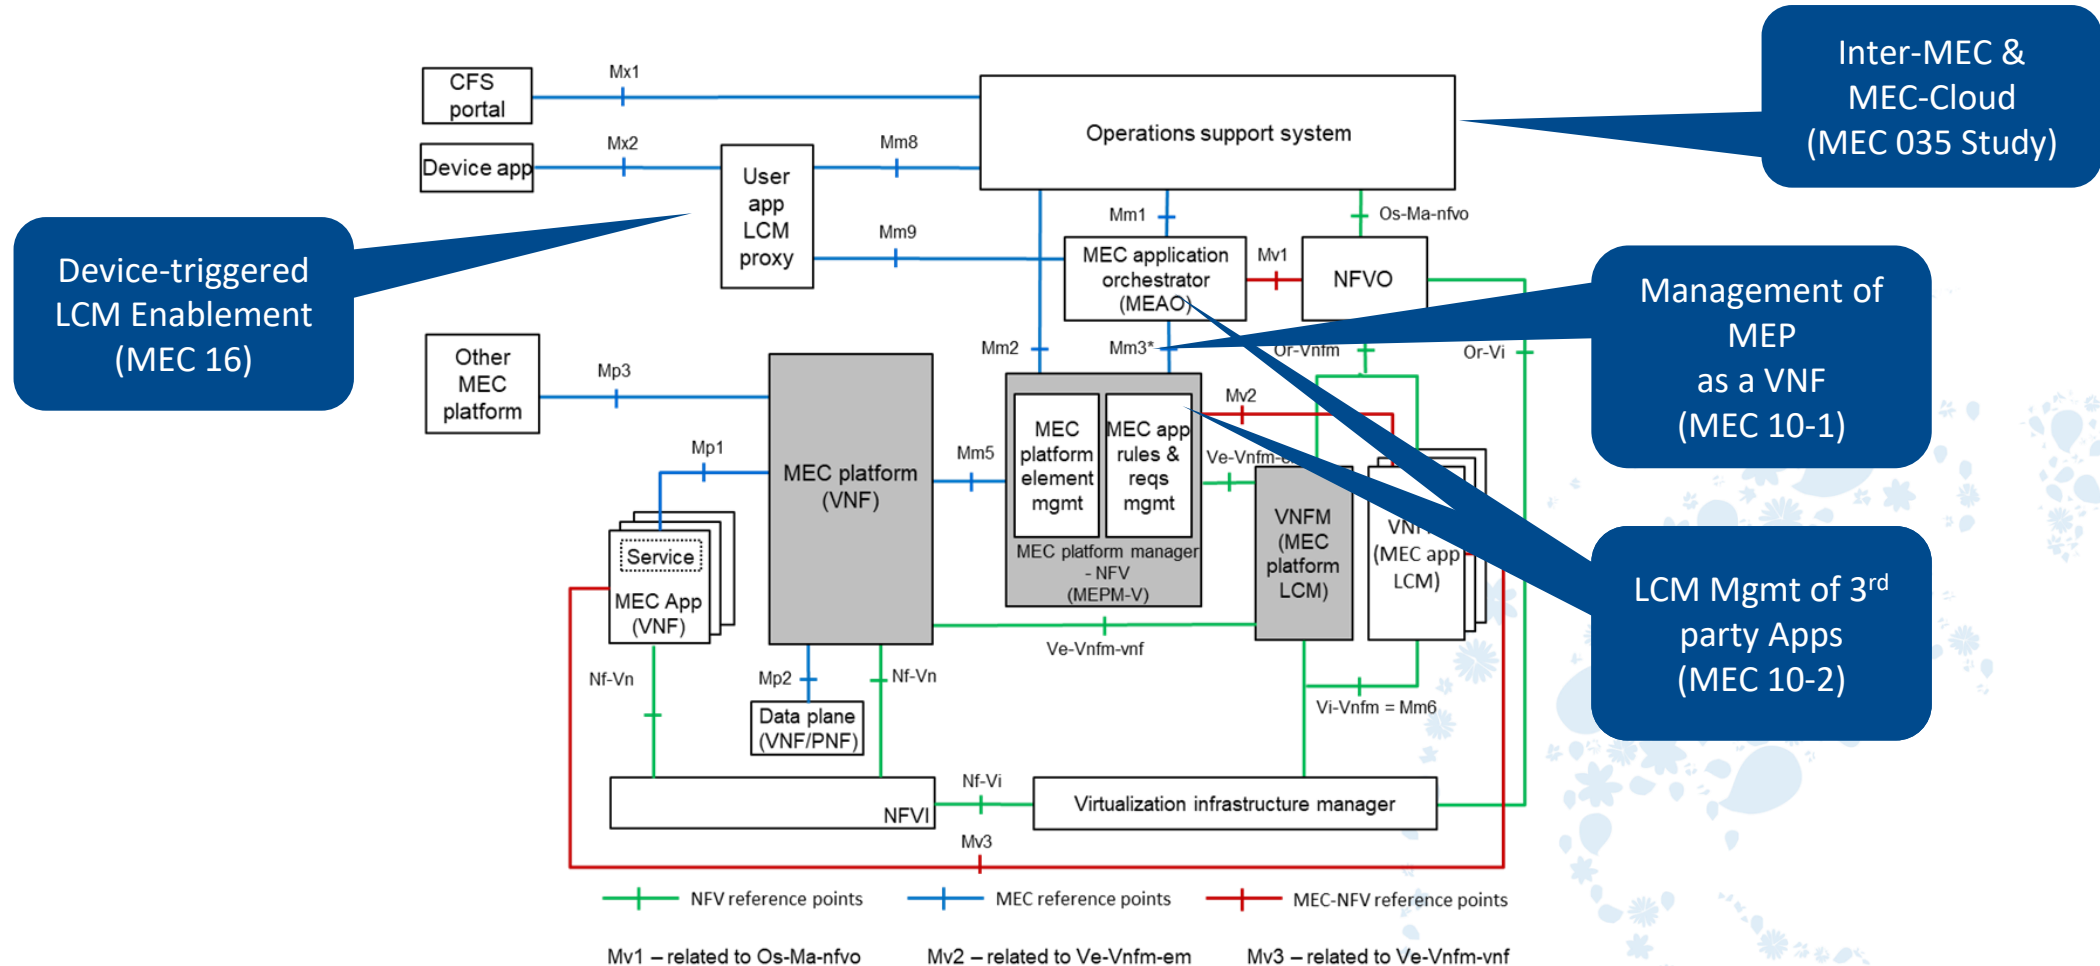 Inter-MEC &
MEC-Cloud
(MEC 035 Study)
CFS
portal
Mx1
Operations support system
Device app
Mx2
User
app
LCM
proxy
Mm8
Mm9
Mm1
Os-Ma-nfvo
Device-triggered
LCM Enablement
(MEC 16)
MEC application
orchestrator
(MEAO)
Mv1
NFVO
Management of
MEP
as a VNF
(MEC 10-1)
Other
MEC
platform
Mp3
Mm2
Mm3*
Or-Vnfm
Or-Vi
Mp1
MEC platform
(VNF)
Mm5
MEC
platform
element
mgmt
MEC app
rules &
reqs
mgmt
MEC platform manager
- NFV
(MEPM-V)
Mv2
Ve-Vnfm-e
VNFM
(MEC
platform
LCM)
(MEC app
LCM)
Service
MEC App
(VNF)
LCM Mgmt of 3rd
party Apps
(MEC 10-2)
Ve-Vnfm-vnf
Nf-Vn
Mp2
Nf-Vn
Data plane
(VNF/PNF)
Vi-Vnfm = Mm6
NFVI
Nf-Vi
Virtualization infrastructure manager
Mv3
NFV reference points
MEC reference points
MEC-NFV reference points
Mv1 – related to Os-Ma-nfvo
Mv2 – related to Ve-Vnfm-em
Mv3 – related to Ve-Vnfm-vnf